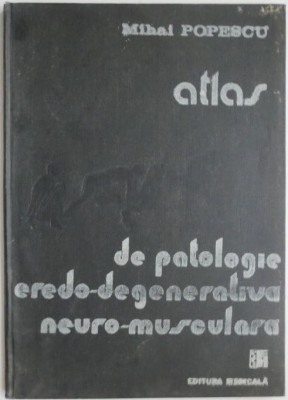 Mihai POPESCU
atlas
de patologie
eredo-degenerativa
neuro-musculara
EDITURA MEDICALĂ